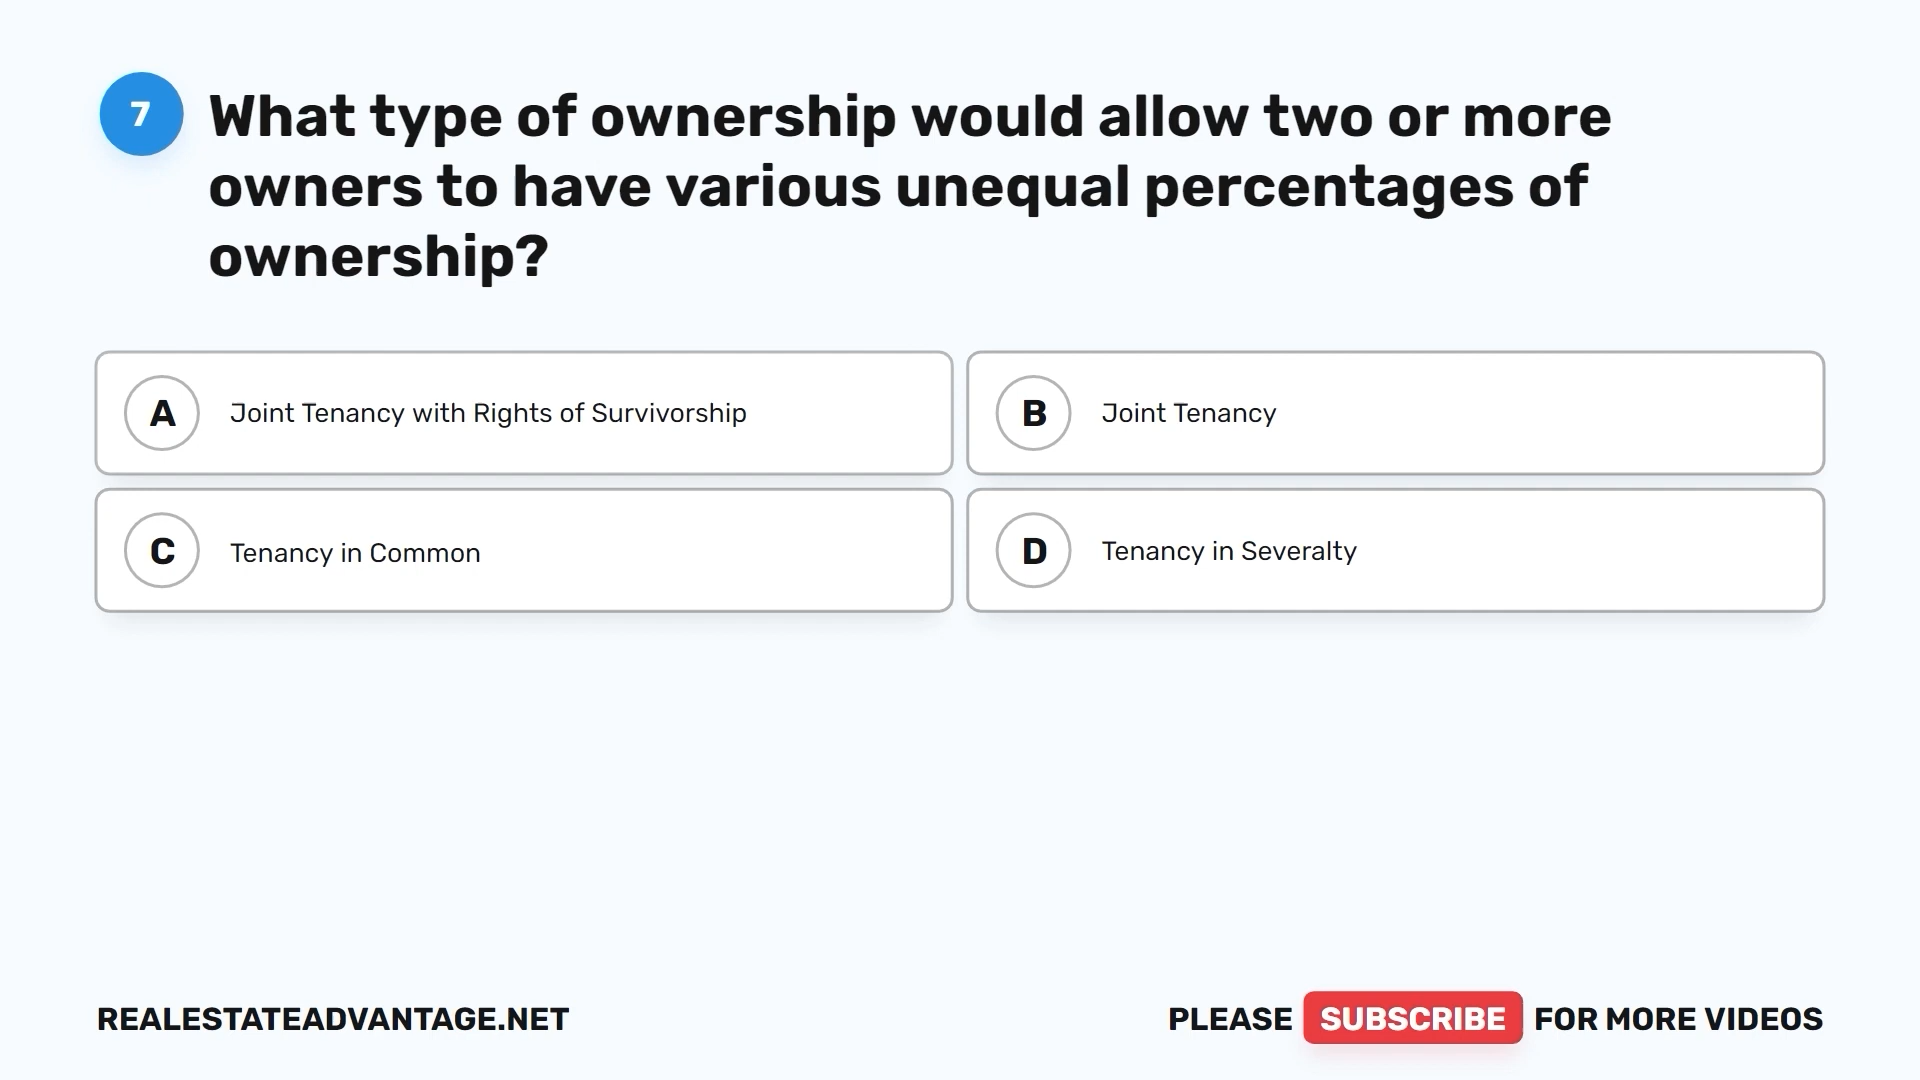 7
What type of ownership would allow two or more
owners to have various unequal percentages of
ownership?
A Joint Tenancy with Rights of Survivorship
B Joint Tenancy
C Tenancy in Common
D Tenancy in Severalty
REALESTATEADVANTAGE.NET
PLEASE SUBSCRIBE FOR MORE VIDEOS